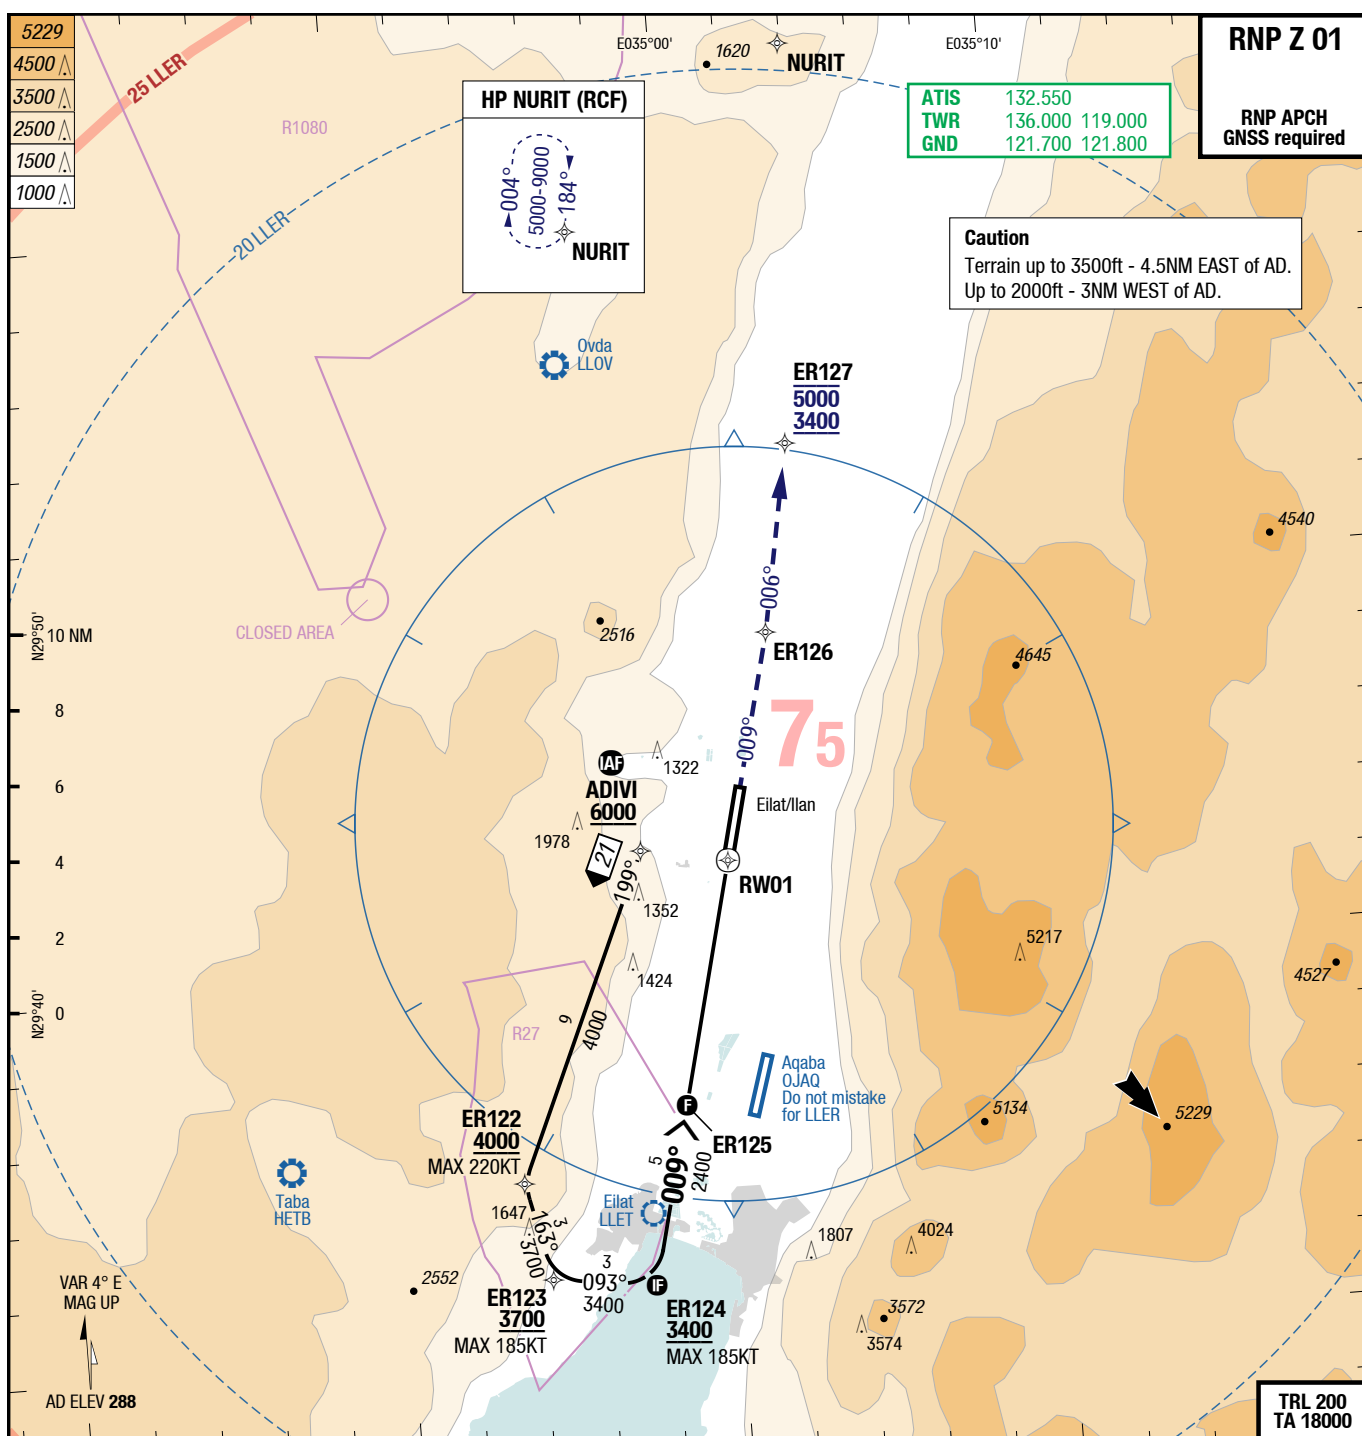 5229
4500
3500
2500
1500
1000
25 LLER
R1080
20 LLER
HP NURIT (RCF)
004°
5000-9000
184°
NURIT
E035°00'
1620
NURIT
E035°10'
ATIS 132.550
TWR 136.000 119.000
GND 121.700 121.800
RNP Z 01
RNP APCH
GNSS required
Caution
Terrain up to 3500ft - 4.5NM EAST of AD.
Up to 2000ft - 3NM WEST of AD.
Ovda
LLOV
ER127
5000
3400
4540
CLOSED AREA
2516
006°
ER126
4645
N29°50'
10 NM
8
6
4
2
0
N29°40'
009°
75
IAF
ADIVI
6000
1322
1978
21
199°
1352
1424
Eilat/Ilan
RW01
5217
4527
R27
9
4000
Aqaba
OJAQ
Do not mistake
for LLER
5134
5229
F
ER125
ER122
4000
MAX 220KT
5
009°
2400
Taba
HETB
Eilat
LLET
1647
3
163°
3700
3
093°
3400
1807
4024
VAR 4° E
MAG UP
2552
ER123
3700
MAX 185KT
IF
ER124
3400
MAX 185KT
3572
3574
AD ELEV 288
TRL 200
TA 18000